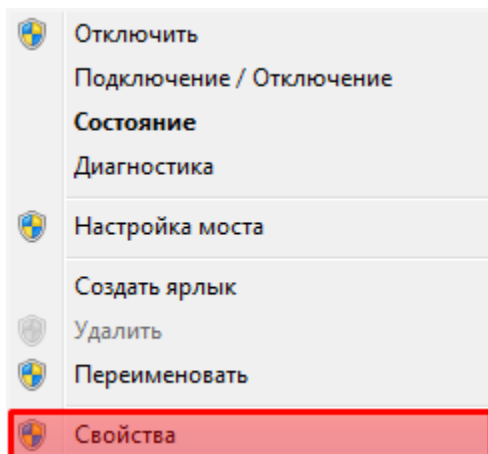 Отключить
Подключение / Отключение
Состояние
Диагностика
Настройка моста
Создать ярлык
Удалить
Переименовать
Свойства